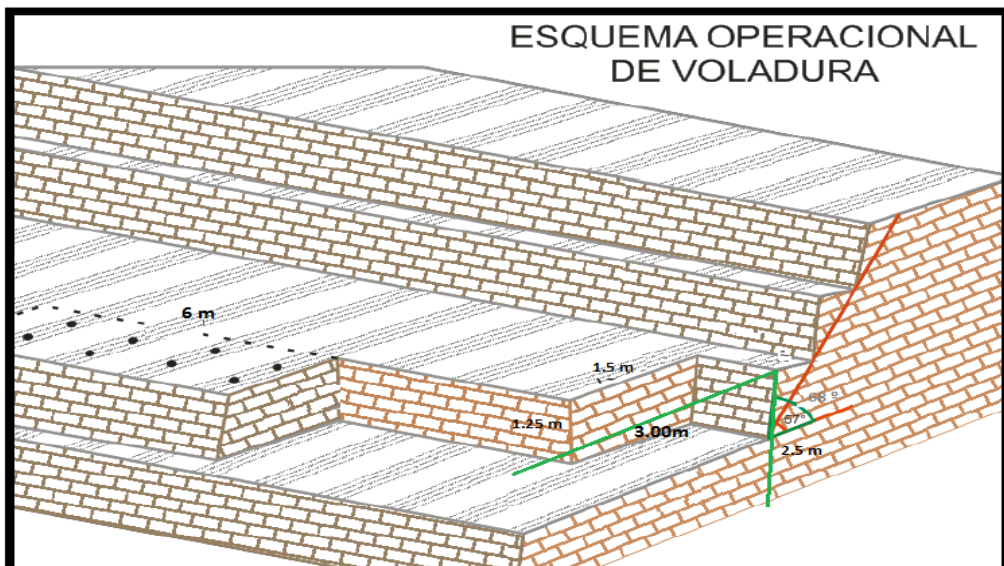 ESQUEMA OPERACIONAL
DE VOLADURA
6 m
1.5 m
1.25 m
3.00m
68 º
57°
2.5 m